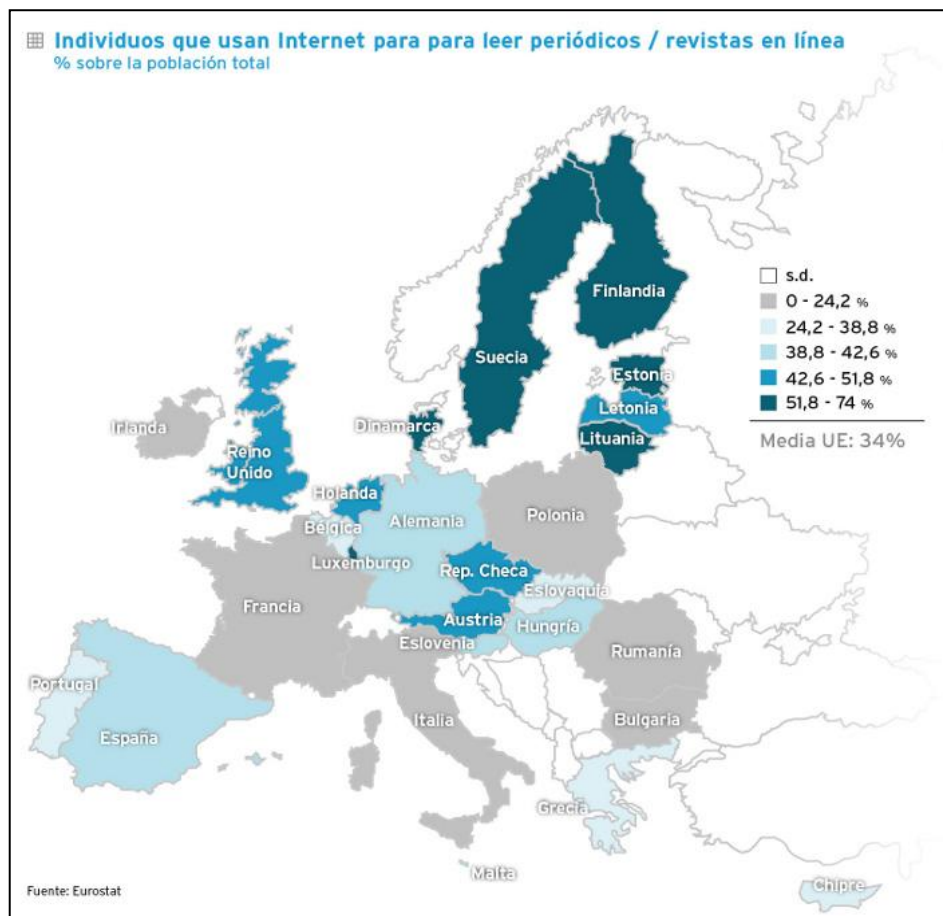 Individuos que usan Internet para para leer periódicos / revistas en línea
% sobre la población total
s.d.
0 - 24,2 %
24,2 - 38,8 %
38,8 - 42,6 %
42,6 - 51,8 %
51,8 - 74 %
Media UE: 34%
Finlandia
Suecia
Estonia
Letonia
Dinamarca
Lituania
Irlanda
Reino
Unido
Holanda
Alemania
Polonia
Bélgica
Luxemburgo
Rep. Checa
Eslovaquia
Francia
Austria
Hungría
Eslovenia
Rumanía
Portugal
España
Italia
Bulgaria
Grecia
Malta
Chipre
Fuente: Eurostat